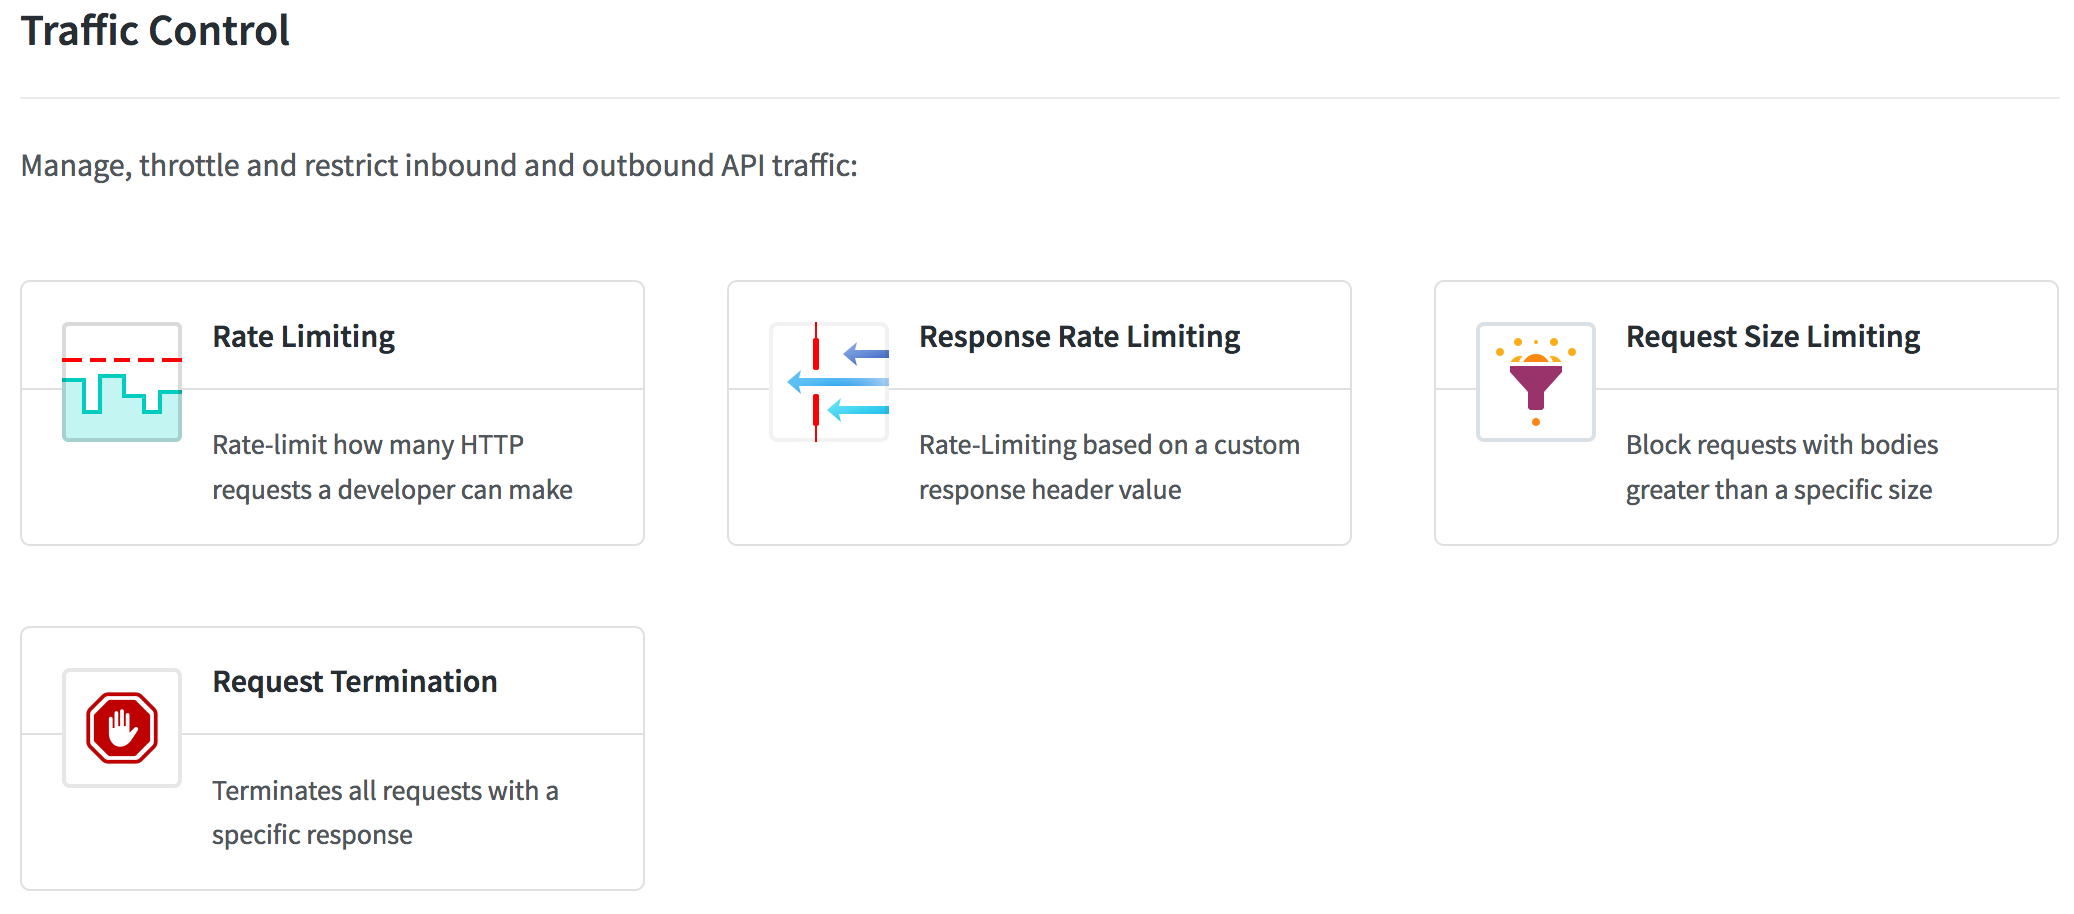 Traffic Control
Manage, throttle and restrict inbound and outbound API traffic:
Rate Limiting
Rate-limit how many HTTP
requests a developer can make
Response Rate Limiting
Rate-Limiting based on a custom
response header value
Request Size Limiting
Block requests with bodies
greater than a specific size
Request Termination
Terminates all requests with a
specific response